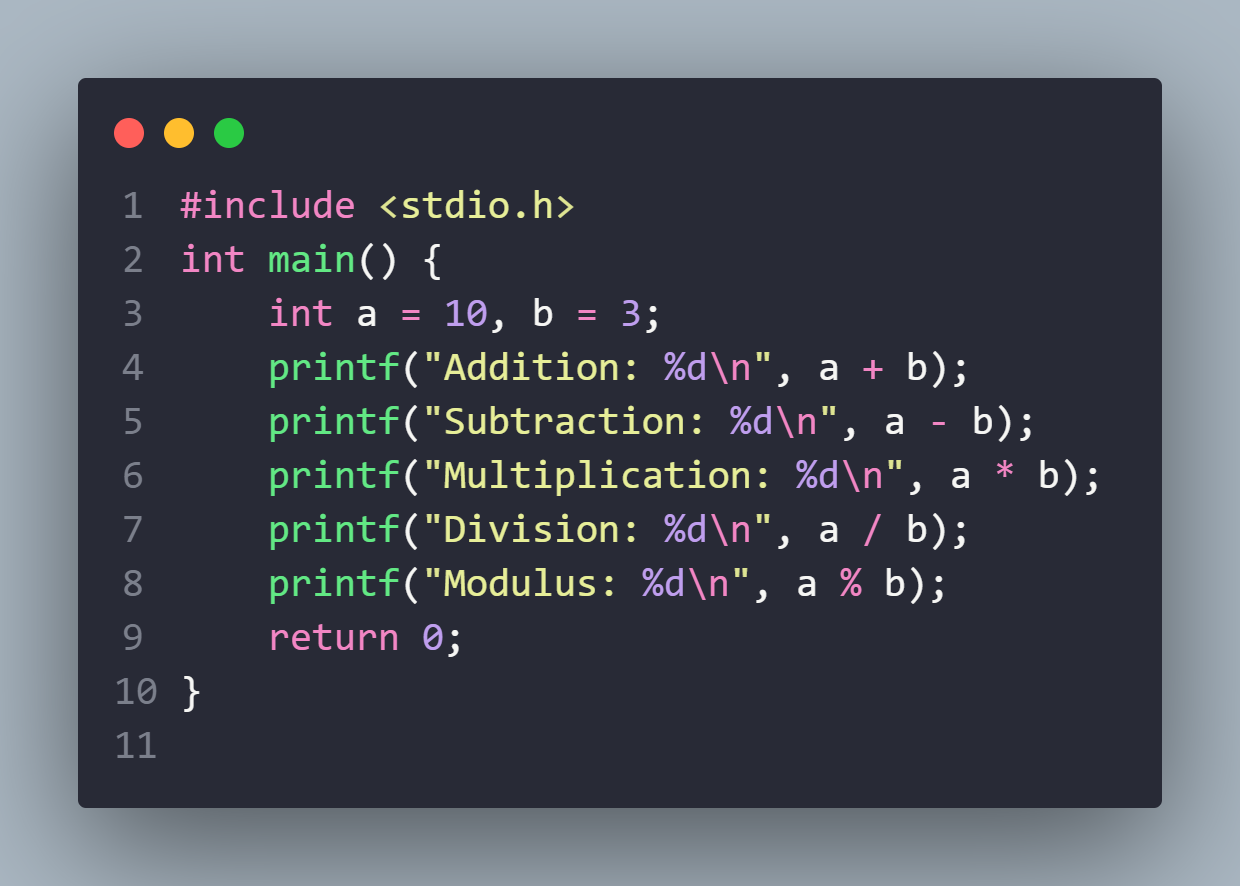 1 #include <stdio.h>
2 int main() {
3     int a = 10, b = 3;
4     printf("Addition: %d\n", a + b);
5     printf("Subtraction: %d\n", a - b);
6     printf("Multiplication: %d\n", a * b);
7     printf("Division: %d\n", a / b);
8     printf("Modulus: %d\n", a % b);
9     return 0;
10 }
11